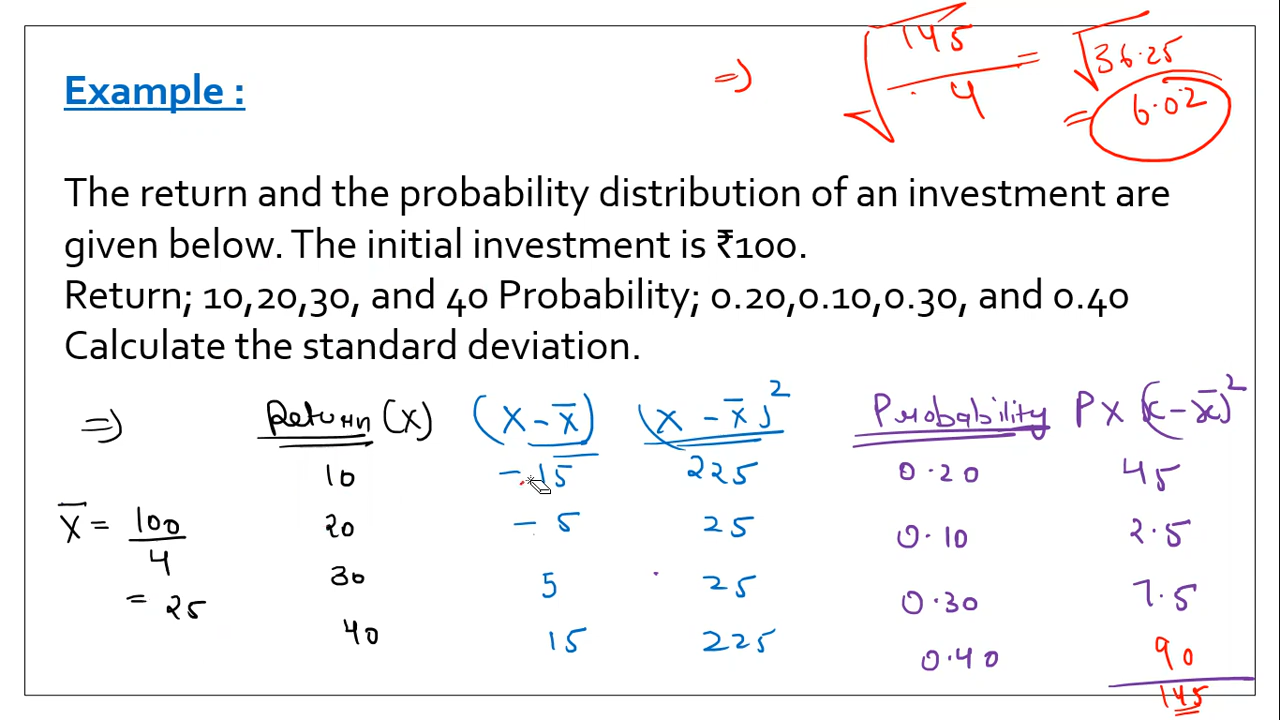 Example :
⇒ √(145/4) = √36.25
= 6.02
The return and the probability distribution of an investment are
given below. The initial investment is ₹100.
Return; 10,20,30, and 40 Probability; 0.20,0.10,0.30, and 0.40
Calculate the standard deviation.
⇒ Return (X) (X - X̅) (X - X̅)² Probability P X (x - x̅)²
10 - 15 225 0.20 45
X̅ = 100/4 20 - 5 25 0.10 2.5
= 25 30 5 25 0.30 7.5
40 15 225 0.40 90
145